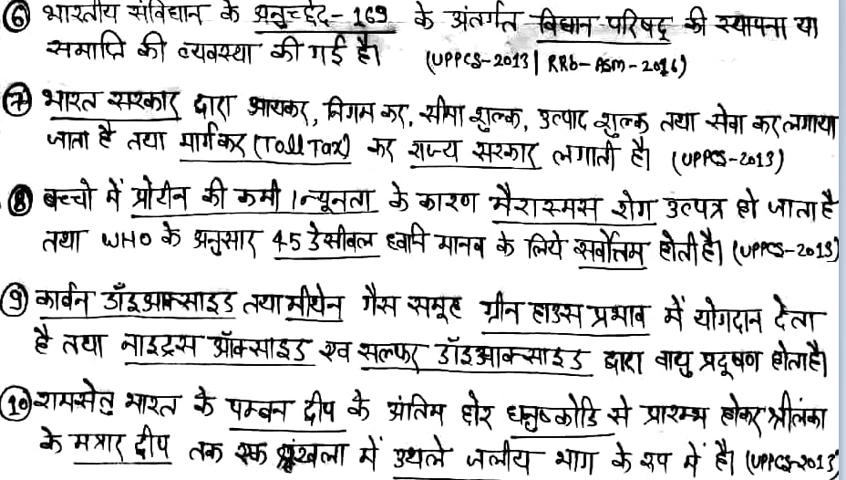 ⑥ भारतीय संविधान के अनुच्छेद-169 के अंतर्गत विधान परिषद् की स्थापना या
समाप्ति की व्यवस्था की गई है। (UPPCS-2013 | RRb-ASM-2016)
⑦ भारत सरकार द्वारा आयकर, निगम कर, सीमा शुल्क, उत्पाद शुल्क तथा सेवा कर लगाया
जाता है तथा मार्गकर (Toll Tax) कर राज्य सरकार लगाती है। (UPPCS-2013)
⑧ बच्चो में प्रोटीन की कमी।न्यूनता के कारण मैरास्मस रोग उत्पन्न हो जाता है
तथा WHO के अनुसार 45 डेसीबल ध्वनि मानव के लिये सर्वोत्तम होती है। (UPPCS-2013)
⑨ कार्बन डॉइआक्साइड तथा मीथेन गैस समूह ग्रीन हाउस प्रभाव में योगदान देता
है तथा नाइट्रस ऑक्साइड एवं सल्फर डॉइआक्साइड द्वारा वायु प्रदूषण होता है।
⑩ रामसेतु भारत के पम्बन द्वीप के अंतिम छोर धनुष्कोडि से प्रारम्भ होकर श्रीलंका
के मन्नार द्वीप तक एक श्रृंखला में उथले जलीय भाग के रूप में है। (UPPCS-2013)